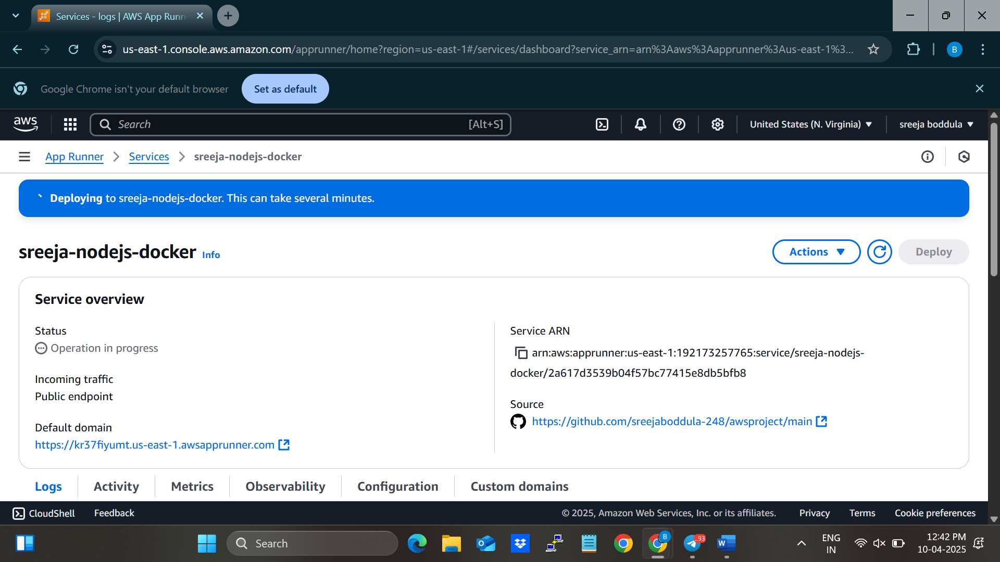 Services - logs | AWS App Runn
us-east-1.console.aws.amazon.com/apprunner/home?region=us-east-1#/services/dashboard?service_arn=arn%3Aaws%3Aapprunner%3Aus-east-1%3...
B
Google Chrome isn't your default browser
Set as default
aws
Search
[Alt+S]
United States (N. Virginia)
sreeja boddula
App Runner
Services
sreeja-nodejs-docker
Deploying to sreeja-nodejs-docker. This can take several minutes.
sreeja-nodejs-docker Info
Actions
Deploy
Service overview
Status
Operation in progress
Incoming traffic
Public endpoint
Default domain
https://kr37fiyumt.us-east-1.awsapprunner.com
Service ARN
arn:aws:apprunner:us-east-1:192173257765:service/sreeja-nodejs-
docker/2a617d3539b04f57bc77415e8db5bfb8
Source
https://github.com/sreejaboddula-248/awsproject/main
Logs
Activity
Metrics
Observability
Configuration
Custom domains
CloudShell
Feedback
© 2025, Amazon Web Services, Inc. or its affiliates.
Privacy
Terms
Cookie preferences
Search
B
..93
ENG
IN
12:42 PM
10-04-2025